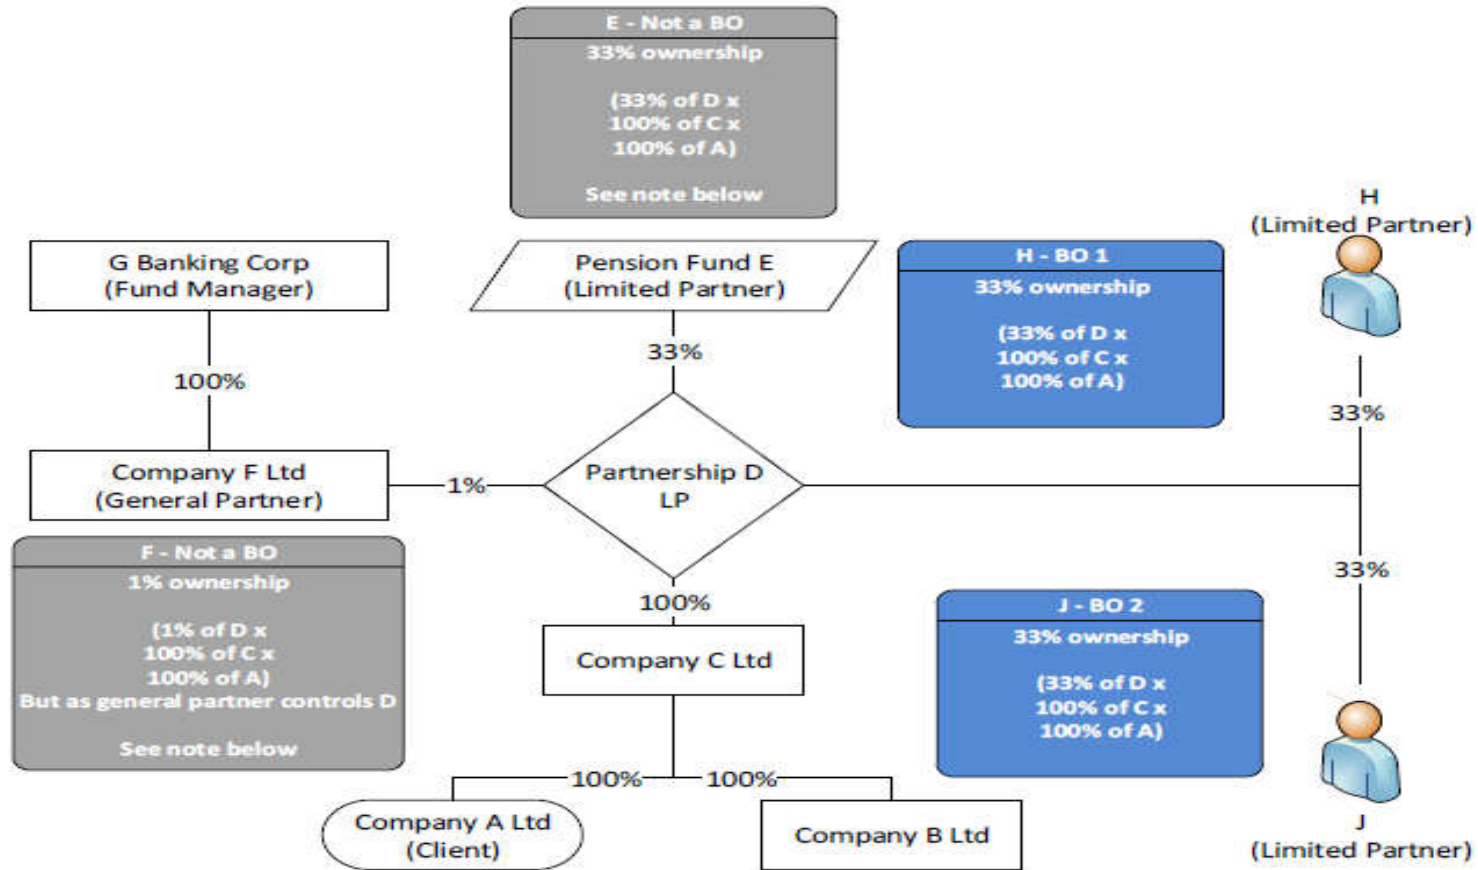 E - Not a BO
33% ownership
(33% of D x
100% of C x
100% of A)
See note below
G Banking Corp
(Fund Manager)
100%
Company F Ltd
(General Partner)
1%
F - Not a BO
1% ownership
(1% of D x
100% of C x
100% of A)
But as general partner controls D
See note below
Pension Fund E
(Limited Partner)
33%
Partnership D
LP
100%
Company C Ltd
100%
100%
Company A Ltd
(Client)
Company B Ltd
H - BO 1
33% ownership
(33% of D x
100% of C x
100% of A)
H
(Limited Partner)
33%
33%
J - BO 2
33% ownership
(33% of D x
100% of C x
100% of A)
J
(Limited Partner)